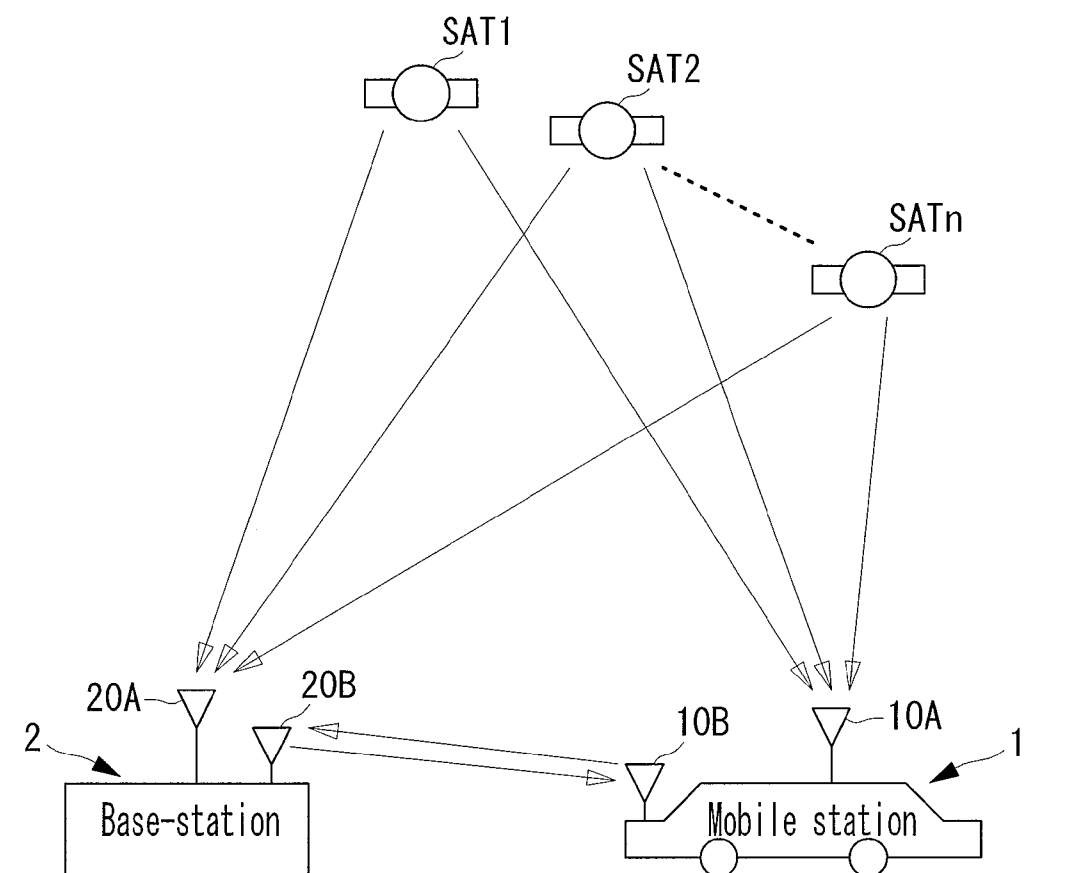 SAT1
SAT2
SATn
20A
20B
10B
10A
2
1
Base-station
Mobile station